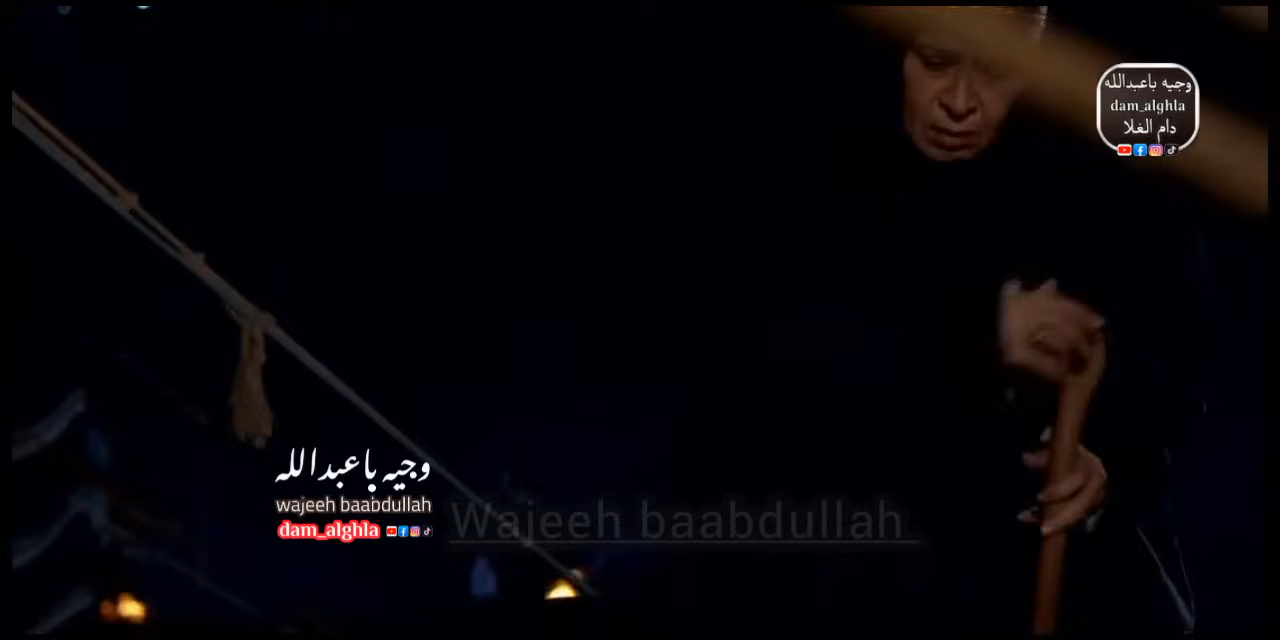 وجيه باعبدالله
dam_alghla
دام الغلا
وجيه باعبدالله
wajeeh baabdullah
dam_alghla
Wajeeh baabdullah